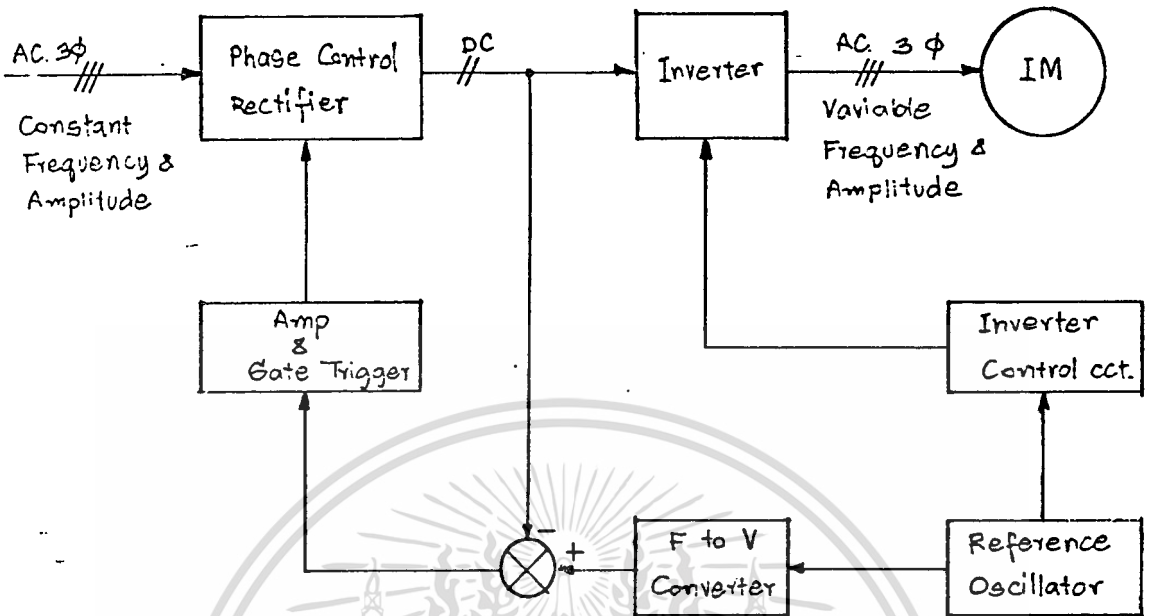 AC. 3Φ
Constant
Frequency &
Amplitude
Phase Control
Rectifier
DC
Inverter
AC. 3 Φ
Variable
Frequency &
Amplitude
IM
Amp
&
Gate Trigger
Inverter
Control cct.
-
+
F to V
Converter
Reference
Oscillator